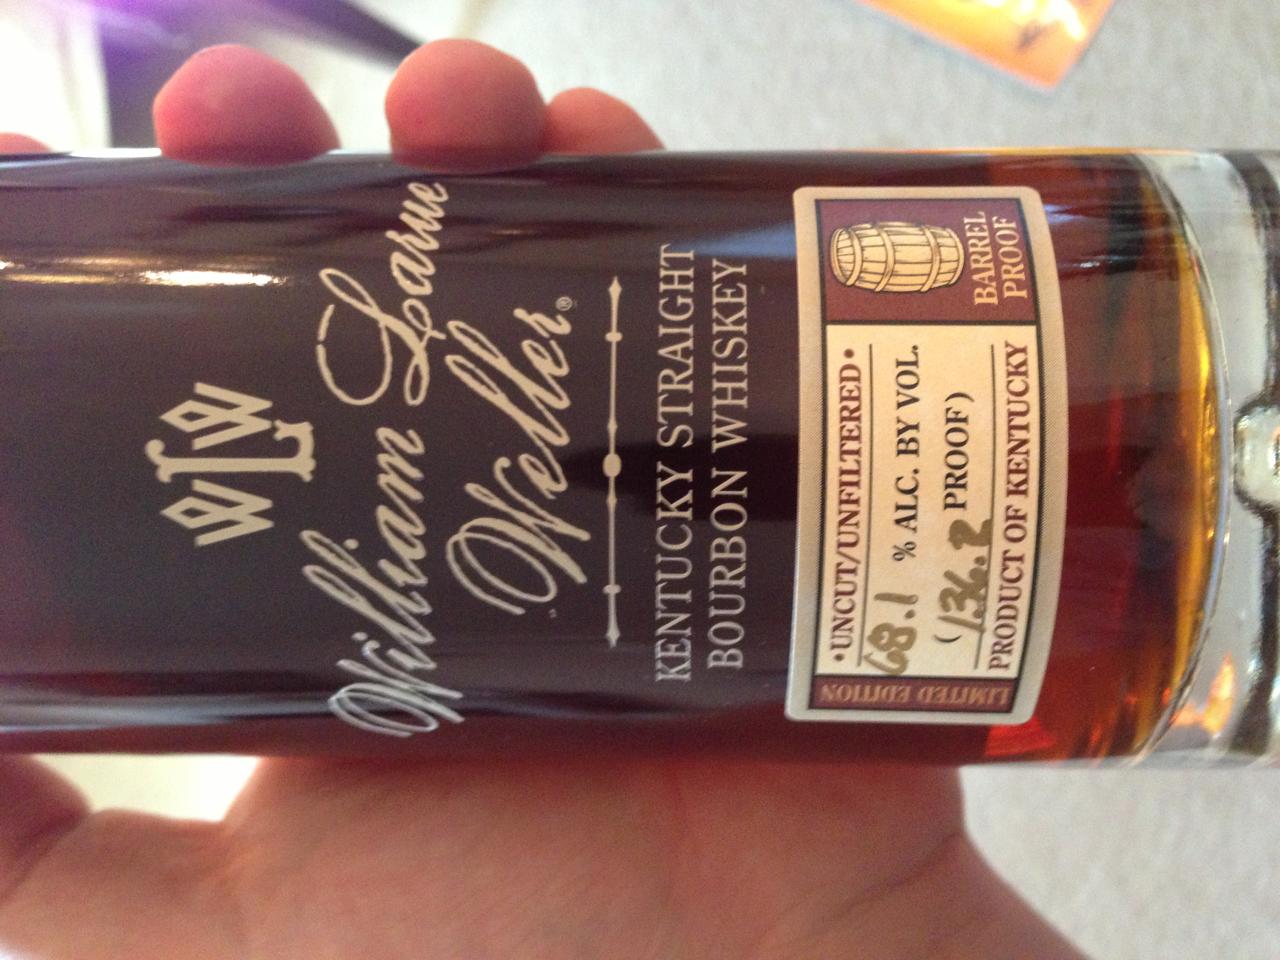 WLW
William Larue
Weller®
KENTUCKY STRAIGHT
BOURBON WHISKEY
LIMITED EDITION
•UNCUT/UNFILTERED•
68.1 % ALC. BY VOL.
(136.2 PROOF)
PRODUCT OF KENTUCKY
BARREL
PROOF